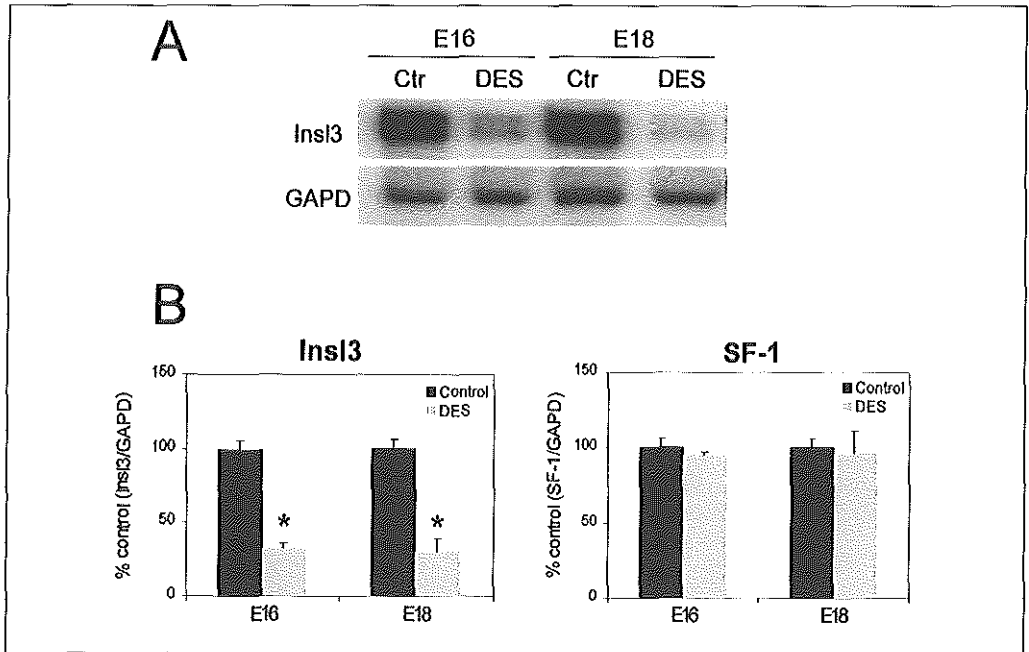 A
E16 E18
Ctr DES Ctr DES
Insl3
GAPD
B
Insl3
% control (Insl3/GAPD)
150
100
50
0
Control
DES
*
*
E16
E18
SF-1
% control (SF-1/GAPD)
150
100
50
0
Control
DES
E16
E18